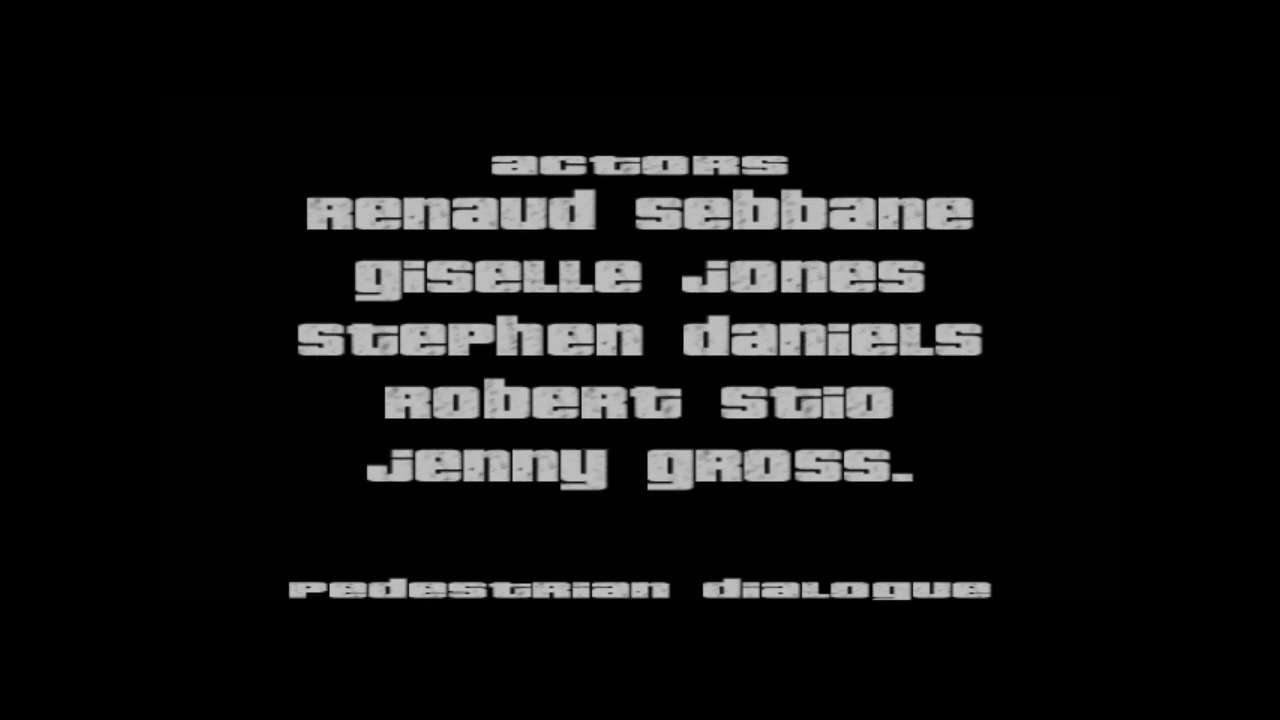 actors
Renaud Sebbane
Giselle Jones
Stephen Daniels
Robert Stio
Jenny Gross.
Pedestrian dialogue